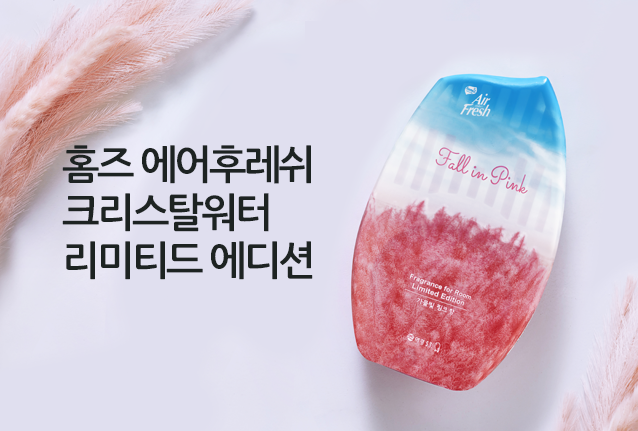 홈즈 에어후레쉬
크리스탈워터
리미티드 에디션
Air
Fresh
Fall in Pink
Fragrance for Room
Limited Edition